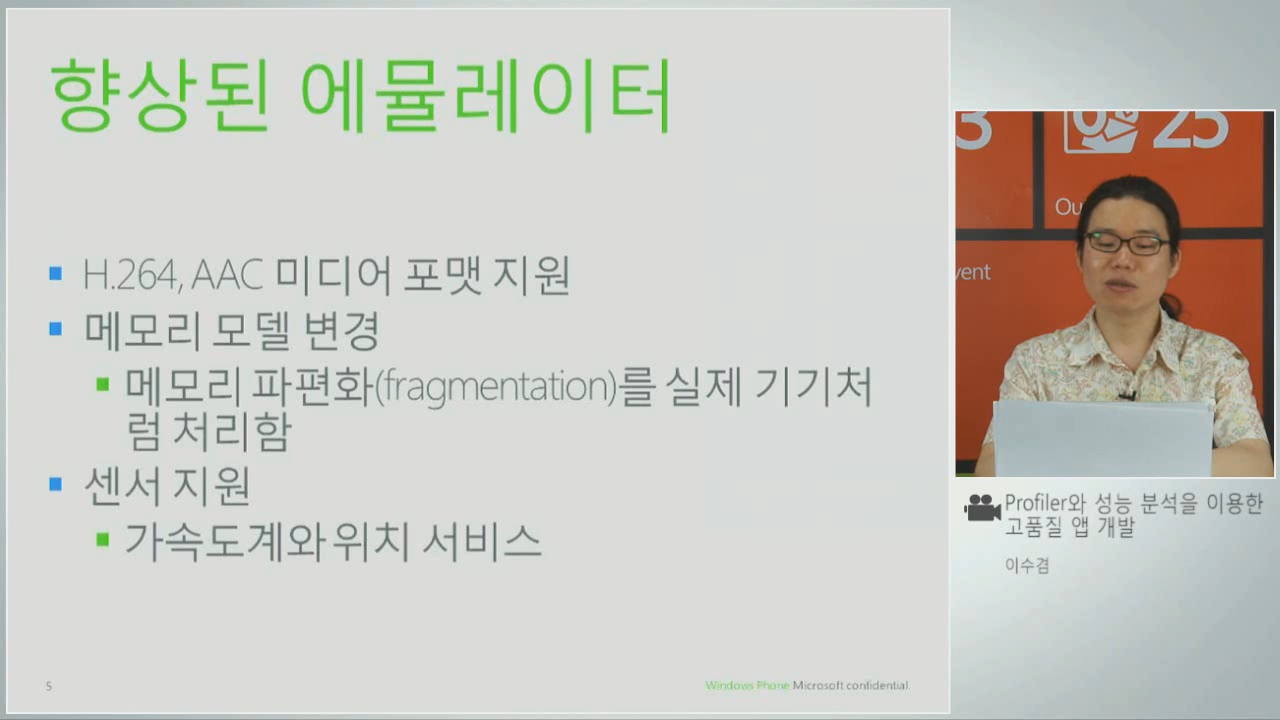 향상된 에뮬레이터
H.264, AAC 미디어 포맷 지원
메모리 모델 변경
메모리 파편화(fragmentation)를 실제 기기처
럼 처리함
센서 지원
가속도계와 위치 서비스
5
Windows Phone Microsoft confidential.
3
25
Ou
vent
Profiler와 성능 분석을 이용한
고품질 앱 개발
이수겸